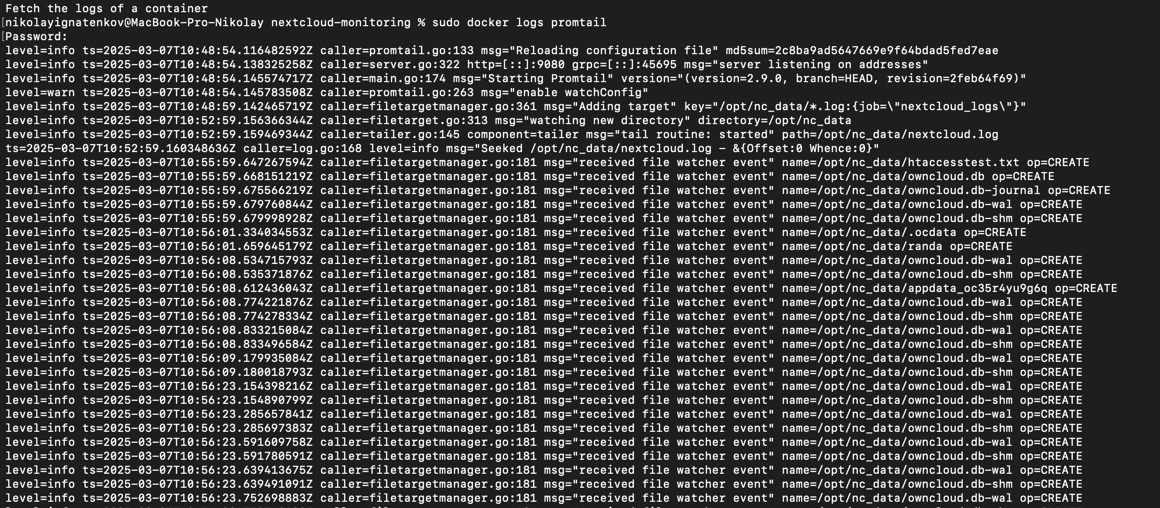 Fetch the logs of a container
nikolayignatenkov@MacBook-Pro-Nikolay nextcloud-monitoring % sudo docker logs promtail
Password:
level=info ts=2025-03-07T10:48:54.116482592Z caller=promtail.go:133 msg="Reloading configuration file" md5sum=2c8ba9ad5647669e9f64bdad5fed7eae
level=info ts=2025-03-07T10:48:54.138325258Z caller=server.go:322 http=[::]:9080 grpc=[::]:45695 msg="server listening on addresses"
level=info ts=2025-03-07T10:48:54.145574717Z caller=main.go:174 msg="Starting Promtail" version="(version=2.9.0, branch=HEAD, revision=2feb64f69)"
level=warn ts=2025-03-07T10:48:54.145783508Z caller=promtail.go:263 msg="enable watchConfig"
level=info ts=2025-03-07T10:48:59.142465719Z caller=filetargetmanager.go:361 msg="Adding target" key="/opt/nc_data/*.log:{job=\"nextcloud_logs\"}"
level=info ts=2025-03-07T10:52:59.156366344Z caller=filetarget.go:313 msg="watching new directory" directory=/opt/nc_data
level=info ts=2025-03-07T10:52:59.159469344Z caller=tailer.go:145 component=tailer msg="tail routine: started" path=/opt/nc_data/nextcloud.log
ts=2025-03-07T10:52:59.160348636Z caller=log.go:168 level=info msg="Seeked /opt/nc_data/nextcloud.log - &{Offset:0 Whence:0}"
level=info ts=2025-03-07T10:55:59.647267594Z caller=filetargetmanager.go:181 msg="received file watcher event" name=/opt/nc_data/htaccesstest.txt op=CREATE
level=info ts=2025-03-07T10:55:59.668151219Z caller=filetargetmanager.go:181 msg="received file watcher event" name=/opt/nc_data/owncloud.db op=CREATE
level=info ts=2025-03-07T10:55:59.675566219Z caller=filetargetmanager.go:181 msg="received file watcher event" name=/opt/nc_data/owncloud.db-journal op=CREATE
level=info ts=2025-03-07T10:55:59.679760844Z caller=filetargetmanager.go:181 msg="received file watcher event" name=/opt/nc_data/owncloud.db-wal op=CREATE
level=info ts=2025-03-07T10:55:59.679998928Z caller=filetargetmanager.go:181 msg="received file watcher event" name=/opt/nc_data/owncloud.db-shm op=CREATE
level=info ts=2025-03-07T10:56:01.334034553Z caller=filetargetmanager.go:181 msg="received file watcher event" name=/opt/nc_data/.ocdata op=CREATE
level=info ts=2025-03-07T10:56:01.659645179Z caller=filetargetmanager.go:181 msg="received file watcher event" name=/opt/nc_data/randa op=CREATE
level=info ts=2025-03-07T10:56:08.534715793Z caller=filetargetmanager.go:181 msg="received file watcher event" name=/opt/nc_data/owncloud.db-wal op=CREATE
level=info ts=2025-03-07T10:56:08.535371876Z caller=filetargetmanager.go:181 msg="received file watcher event" name=/opt/nc_data/owncloud.db-shm op=CREATE
level=info ts=2025-03-07T10:56:08.612436043Z caller=filetargetmanager.go:181 msg="received file watcher event" name=/opt/nc_data/appdata_oc35r4yu9g6q op=CREATE
level=info ts=2025-03-07T10:56:08.774221876Z caller=filetargetmanager.go:181 msg="received file watcher event" name=/opt/nc_data/owncloud.db-wal op=CREATE
level=info ts=2025-03-07T10:56:08.774278334Z caller=filetargetmanager.go:181 msg="received file watcher event" name=/opt/nc_data/owncloud.db-shm op=CREATE
level=info ts=2025-03-07T10:56:08.833215084Z caller=filetargetmanager.go:181 msg="received file watcher event" name=/opt/nc_data/owncloud.db-wal op=CREATE
level=info ts=2025-03-07T10:56:08.833496584Z caller=filetargetmanager.go:181 msg="received file watcher event" name=/opt/nc_data/owncloud.db-shm op=CREATE
level=info ts=2025-03-07T10:56:09.179935084Z caller=filetargetmanager.go:181 msg="received file watcher event" name=/opt/nc_data/owncloud.db-wal op=CREATE
level=info ts=2025-03-07T10:56:09.180018793Z caller=filetargetmanager.go:181 msg="received file watcher event" name=/opt/nc_data/owncloud.db-shm op=CREATE
level=info ts=2025-03-07T10:56:23.154398216Z caller=filetargetmanager.go:181 msg="received file watcher event" name=/opt/nc_data/owncloud.db-wal op=CREATE
level=info ts=2025-03-07T10:56:23.154890799Z caller=filetargetmanager.go:181 msg="received file watcher event" name=/opt/nc_data/owncloud.db-shm op=CREATE
level=info ts=2025-03-07T10:56:23.285657841Z caller=filetargetmanager.go:181 msg="received file watcher event" name=/opt/nc_data/owncloud.db-wal op=CREATE
level=info ts=2025-03-07T10:56:23.285697383Z caller=filetargetmanager.go:181 msg="received file watcher event" name=/opt/nc_data/owncloud.db-shm op=CREATE
level=info ts=2025-03-07T10:56:23.591609758Z caller=filetargetmanager.go:181 msg="received file watcher event" name=/opt/nc_data/owncloud.db-wal op=CREATE
level=info ts=2025-03-07T10:56:23.591780591Z caller=filetargetmanager.go:181 msg="received file watcher event" name=/opt/nc_data/owncloud.db-shm op=CREATE
level=info ts=2025-03-07T10:56:23.639413675Z caller=filetargetmanager.go:181 msg="received file watcher event" name=/opt/nc_data/owncloud.db-wal op=CREATE
level=info ts=2025-03-07T10:56:23.639491091Z caller=filetargetmanager.go:181 msg="received file watcher event" name=/opt/nc_data/owncloud.db-shm op=CREATE
level=info ts=2025-03-07T10:56:23.752698883Z caller=filetargetmanager.go:181 msg="received file watcher event" name=/opt/nc_data/owncloud.db-wal op=CREATE